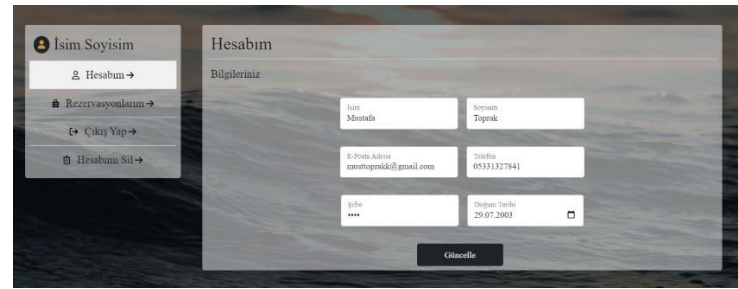 İsim Soyisim
Hesabım →
Rezervasyonlarım →
Çıkış Yap →
Hesabımı Sil →
Hesabım
Bilgileriniz
İsim
Mustafa
Soyisim
Toprak
E-Posta Adresi
musttoprakk@gmail.com
Telefon
05331327841
Şifre
••••
Doğum Tarihi
29.07.2003
Güncelle